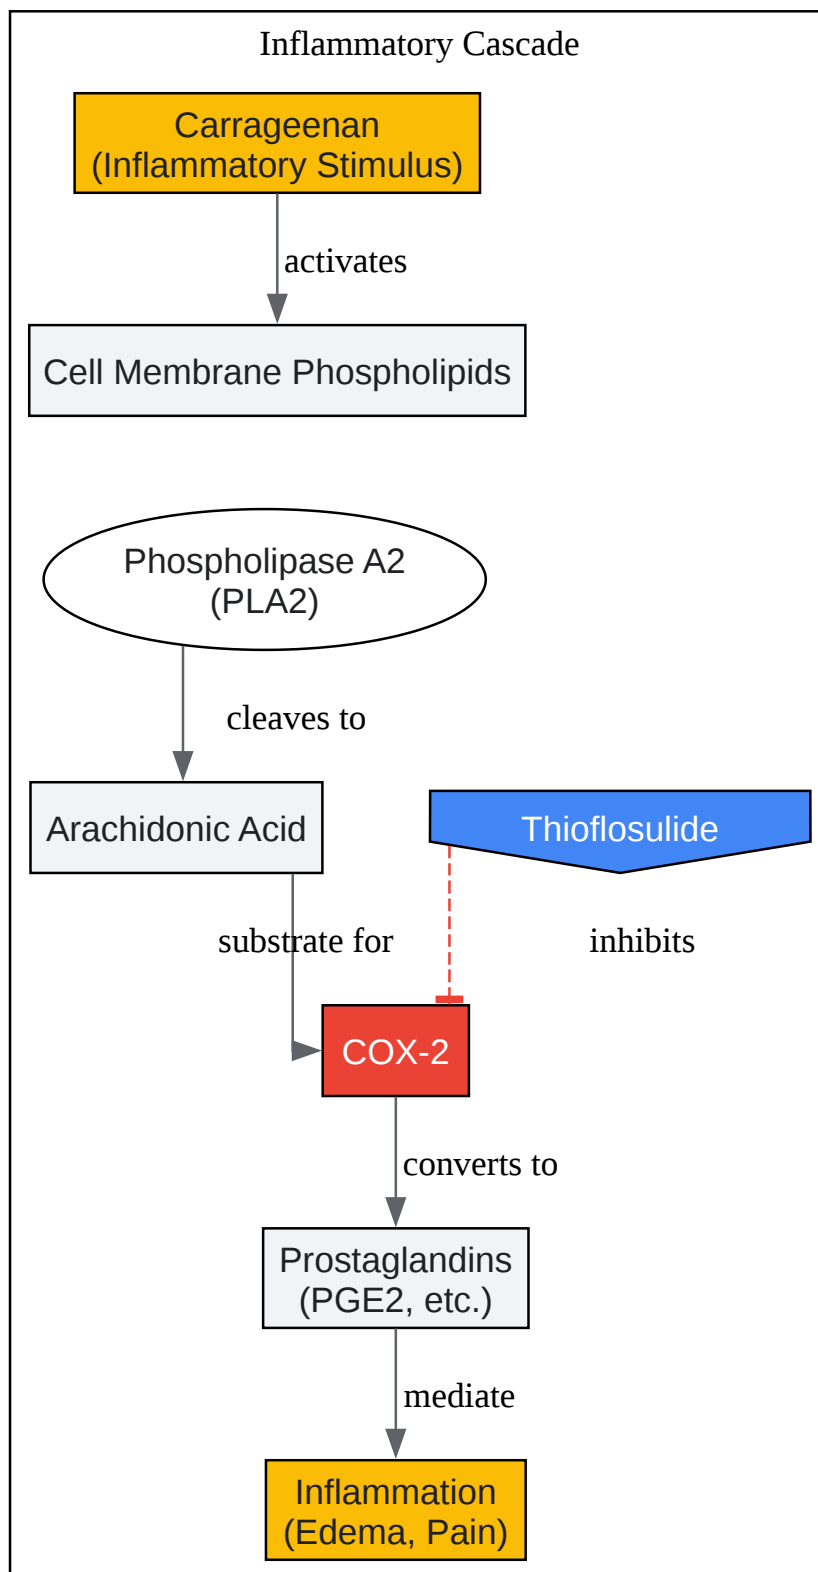 Inflammatory Cascade
Carrageenan
(Inflammatory Stimulus)
activates
Cell Membrane Phospholipids
Phospholipase A2
(PLA2)
cleaves to
Arachidonic Acid
Thioflosulide
substrate for
inhibits
COX-2
converts to
Prostaglandins
(PGE2, etc.)
mediate
Inflammation
(Edema, Pain)